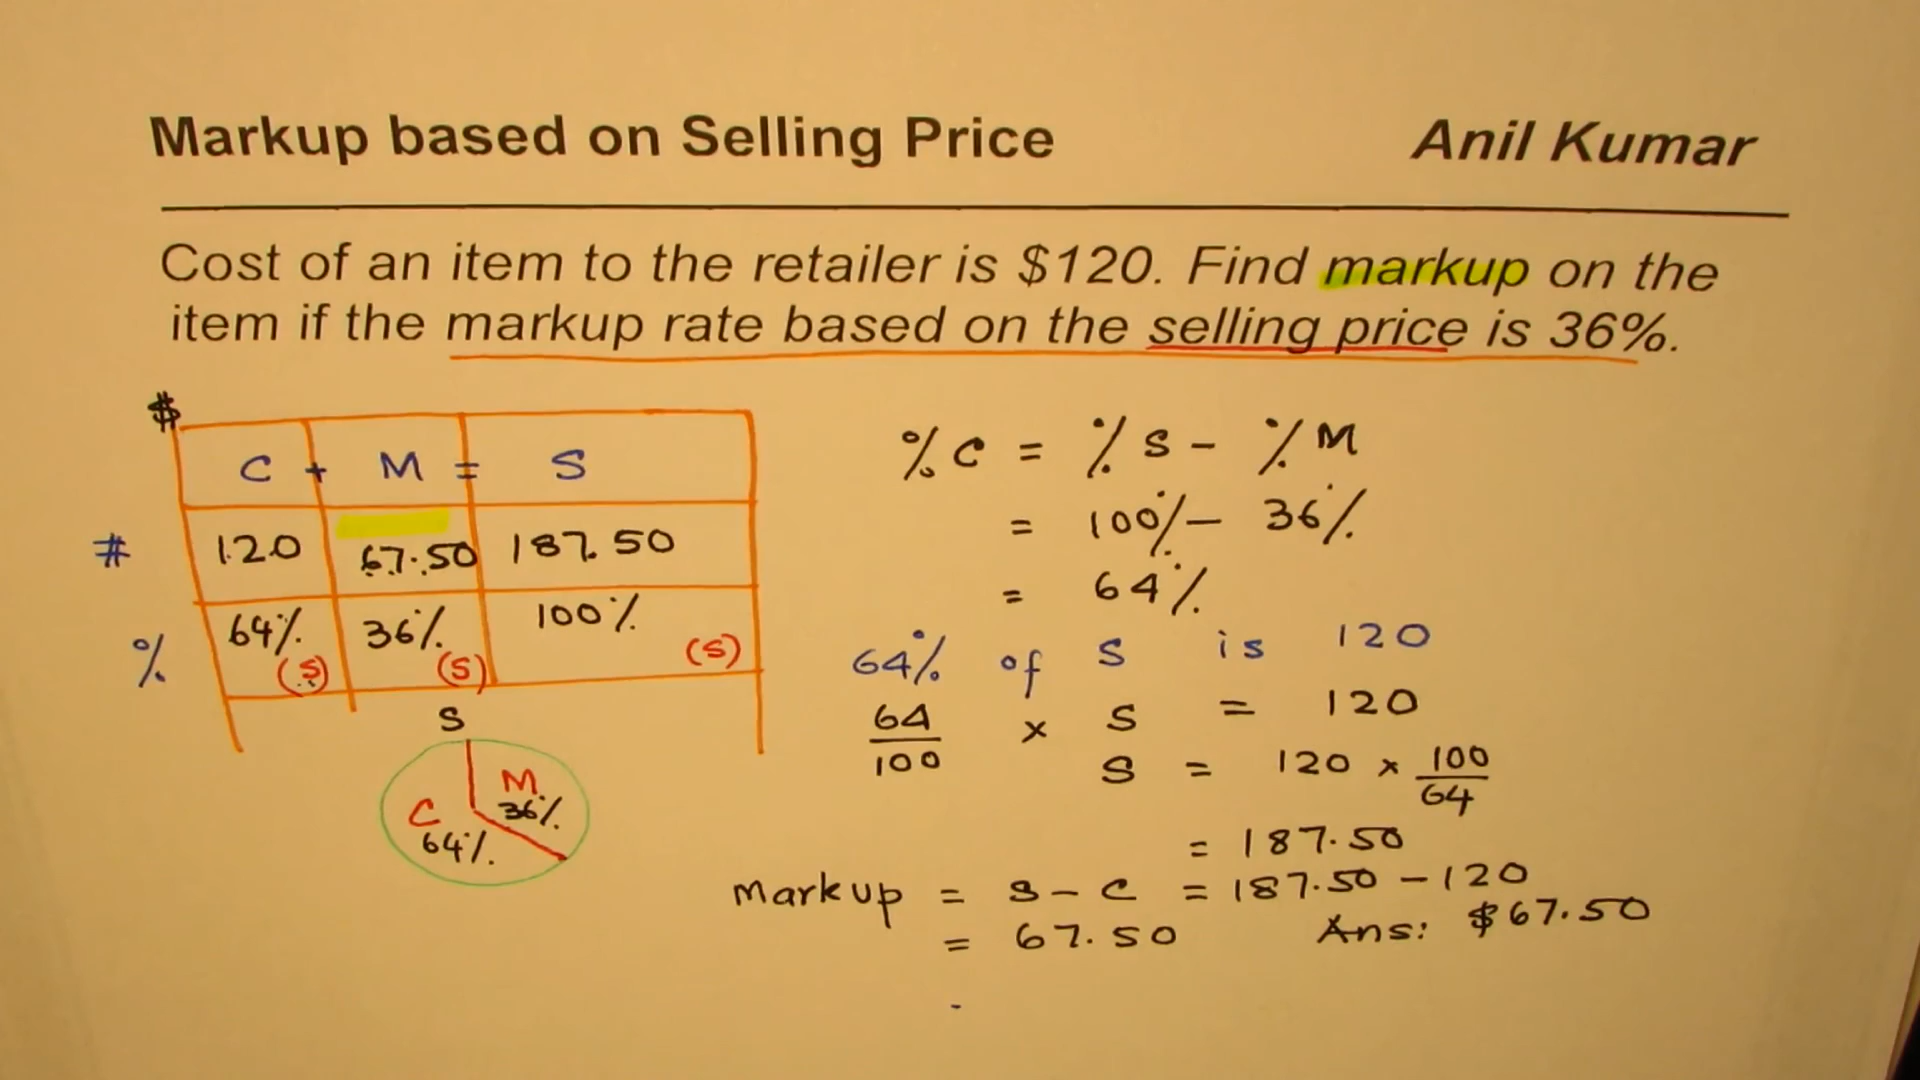 Markup based on Selling Price Anil Kumar
Cost of an item to the retailer is $120. Find markup on the
item if the markup rate based on the selling price is 36%.
$
C + M = S
# 120 67.50 187.50
% 64% 36% 100%
(S) (S) (S)
S
M
36%
C
64%
%C = %S - %M
= 100% - 36%
= 64%
64% of S is 120
64/100 x S = 120
S = 120 x 100/64
= 187.50
Markup = S - C = 187.50 - 120
= 67.50 Ans: $67.50